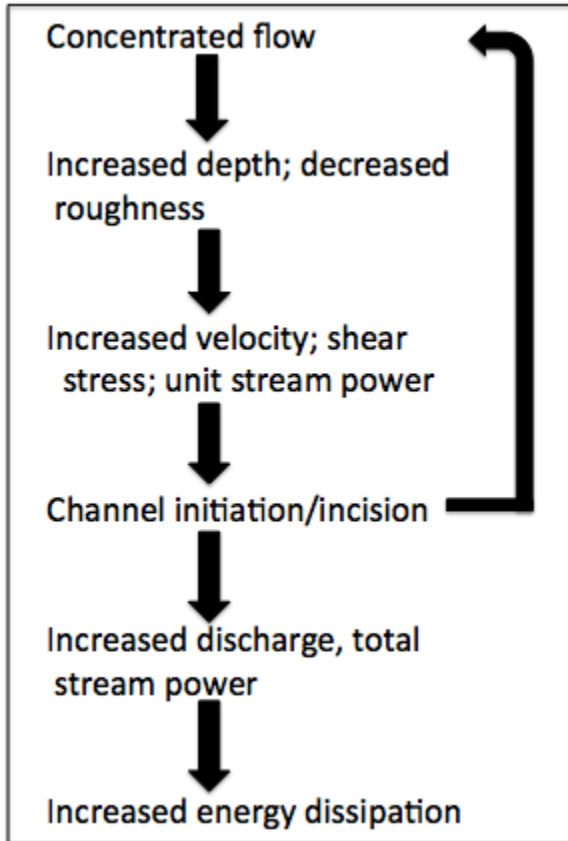 Concentrated flow
Increased depth; decreased
roughness
Increased velocity; shear
stress; unit stream power
Channel initiation/incision
Increased discharge, total
stream power
Increased energy dissipation